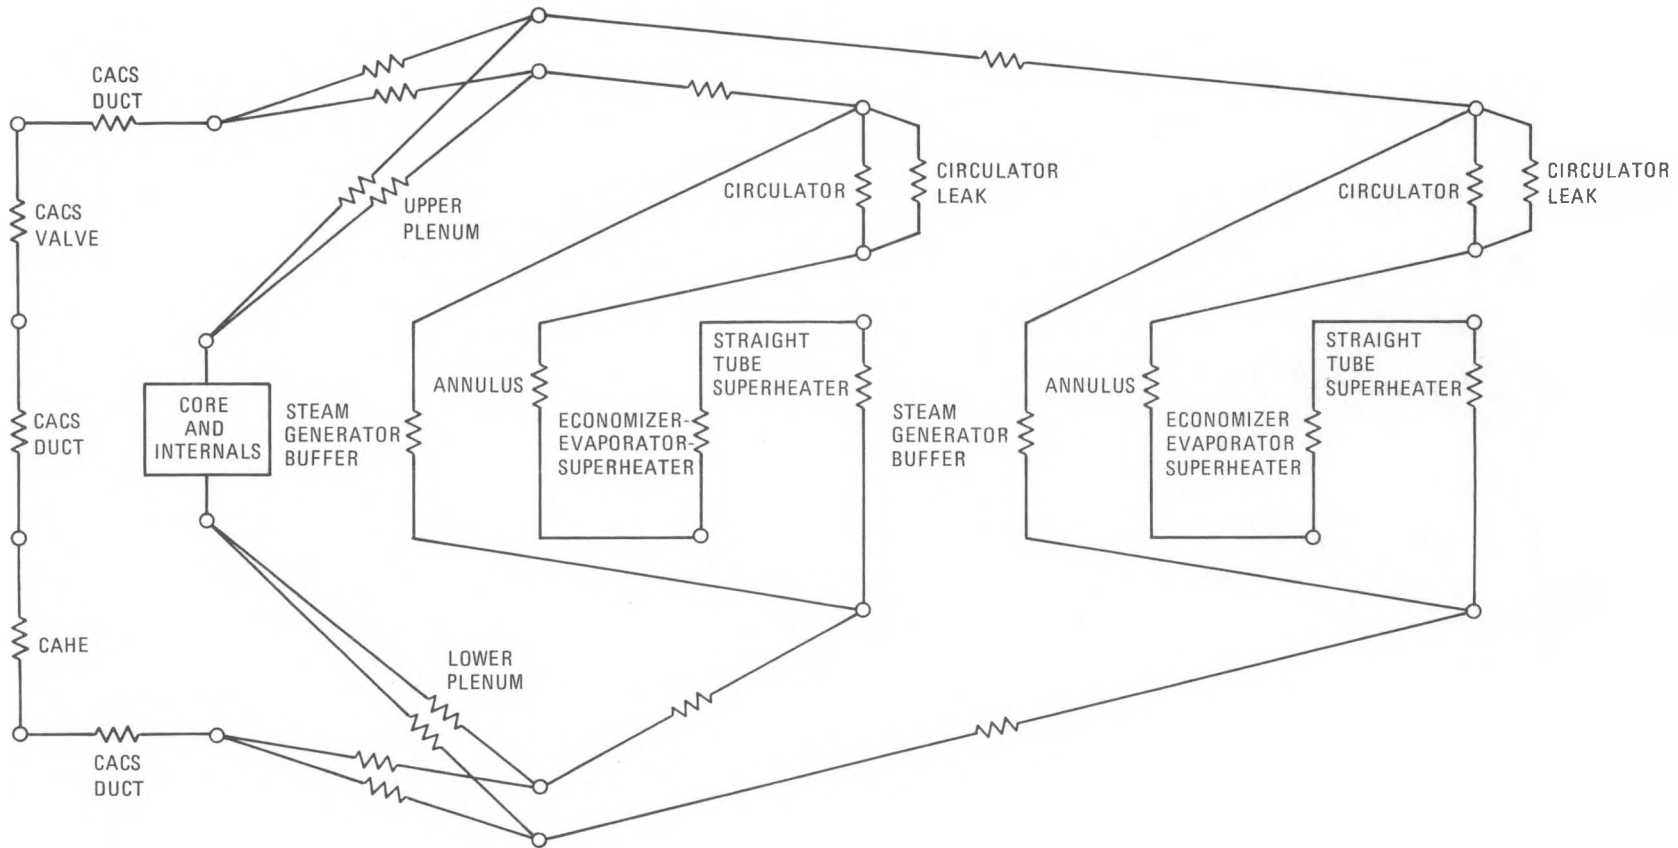 CACS
DUCT
CACS
VALVE
UPPER
PLENUM
CIRCULATOR
CIRCULATOR
LEAK
CIRCULATOR
CIRCULATOR
LEAK
CACS
DUCT
CORE
AND
INTERNALS
STEAM
GENERATOR
BUFFER
ANNULUS
ECONOMIZER-
EVAPORATOR-
SUPERHEATER
STRAIGHT
TUBE
SUPERHEATER
STEAM
GENERATOR
BUFFER
ANNULUS
ECONOMIZER
EVAPORATOR
SUPERHEATER
STRAIGHT
TUBE
SUPERHEATER
CAHE
LOWER
PLENUM
CACS
DUCT